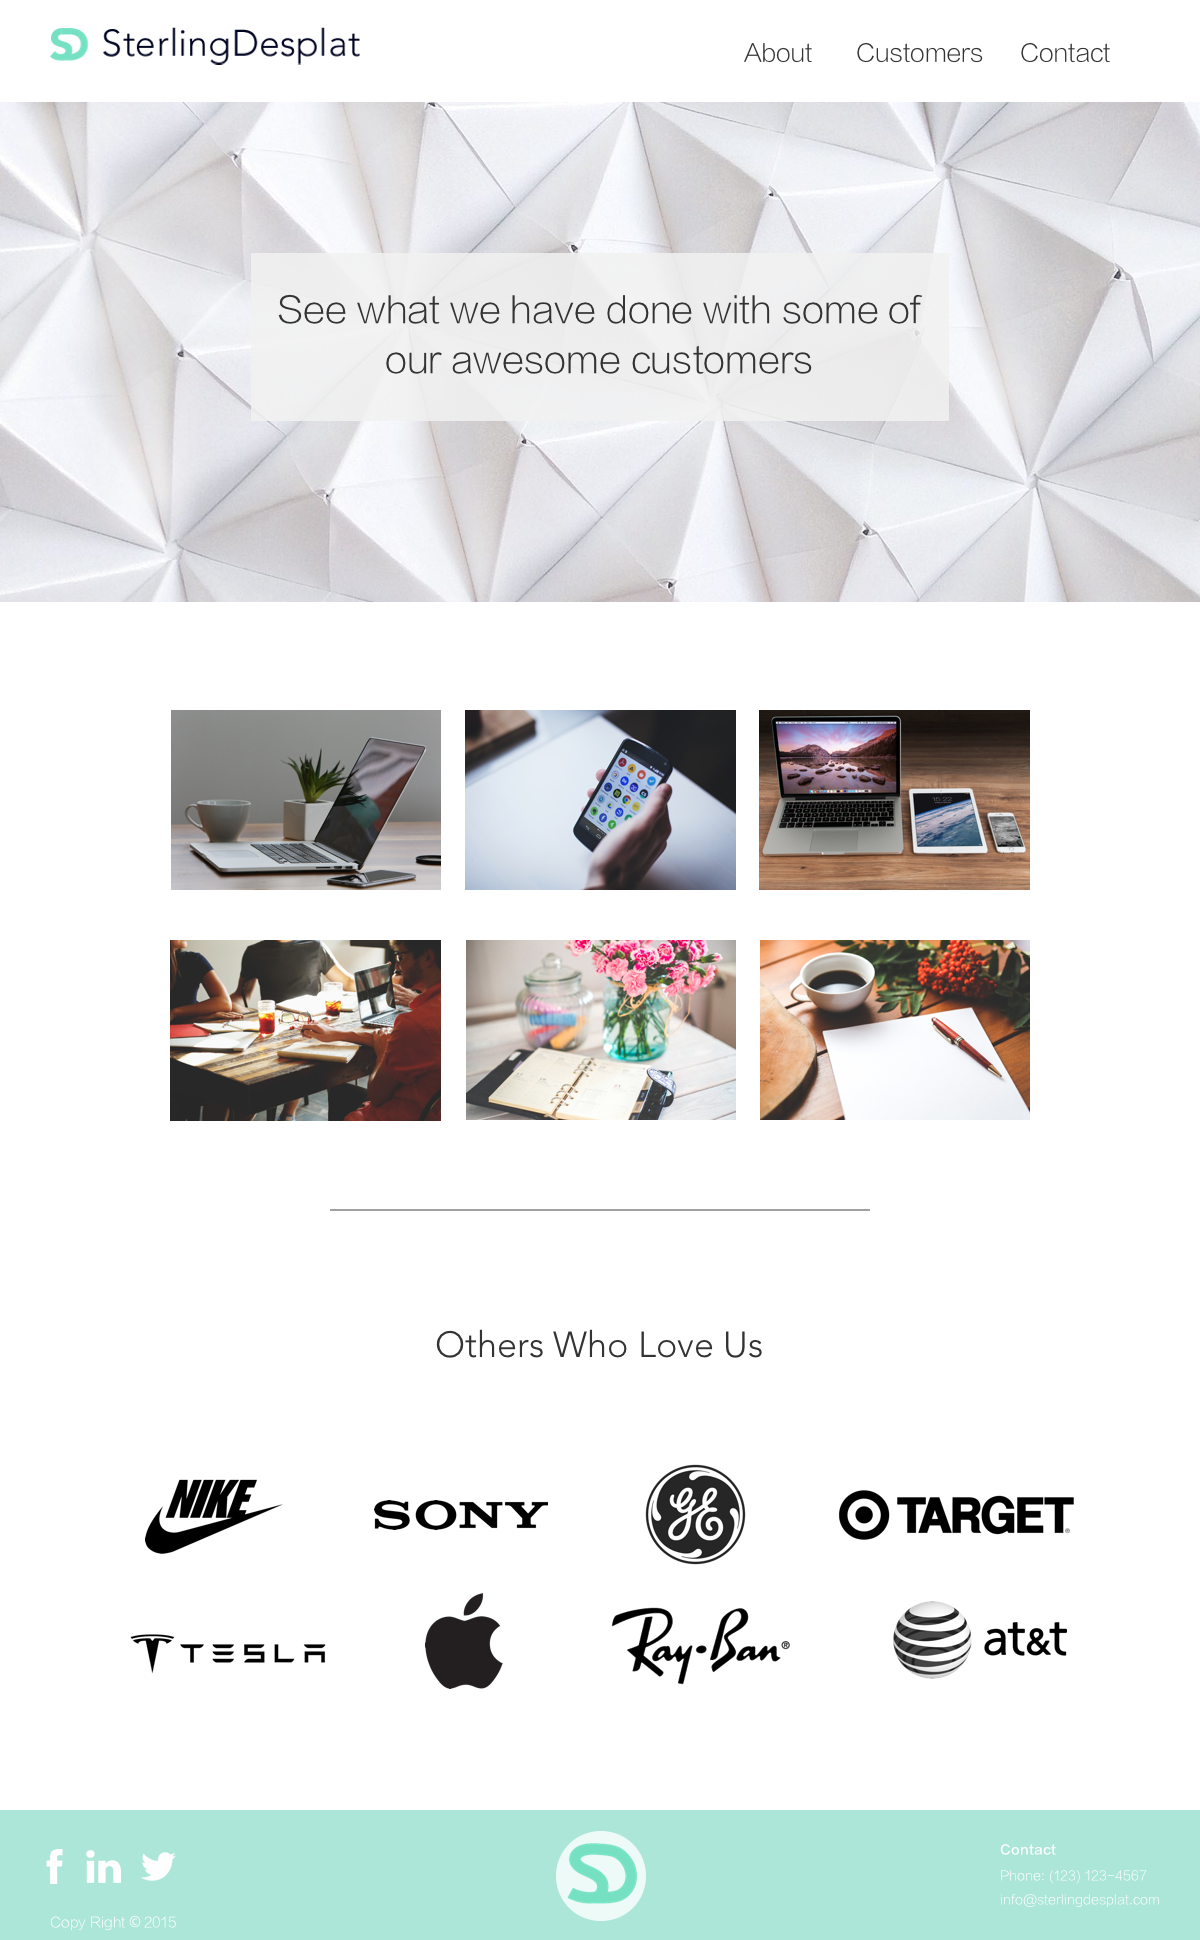 SterlingDesplat
About Customers Contact
See what we have done with some of
our awesome customers
Others Who Love Us
NIKE
SONY
GE
TARGET
TESLA
Ray-Ban®
at&t
Contact
Phone: (123) 123-4567
info@sterlingdesplat.com
Copy Right © 2015